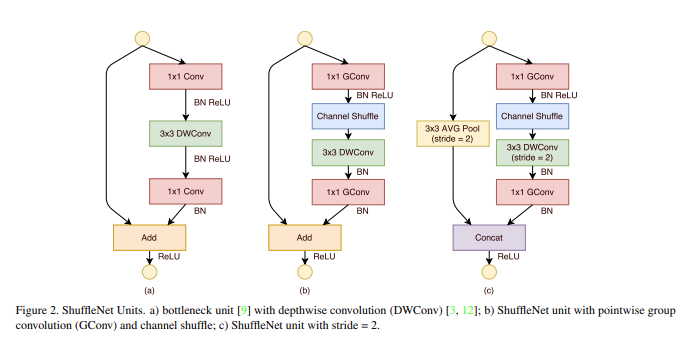 1x1 Conv
BN ReLU
3x3 DWConv
BN ReLU
1x1 Conv
BN
Add
ReLU
(a)
1x1 GConv
BN ReLU
Channel Shuffle
3x3 DWConv
BN
1x1 GConv
BN
Add
ReLU
(b)
3x3 AVG Pool
(stride = 2)
1x1 GConv
BN ReLU
Channel Shuffle
3x3 DWConv
(stride = 2)
BN
1x1 GConv
BN
Concat
ReLU
(c)
Figure 2. ShuffleNet Units. a) bottleneck unit [9] with depthwise convolution (DWConv) [3, 12]; b) ShuffleNet unit with pointwise group
convolution (GConv) and channel shuffle; c) ShuffleNet unit with stride = 2.